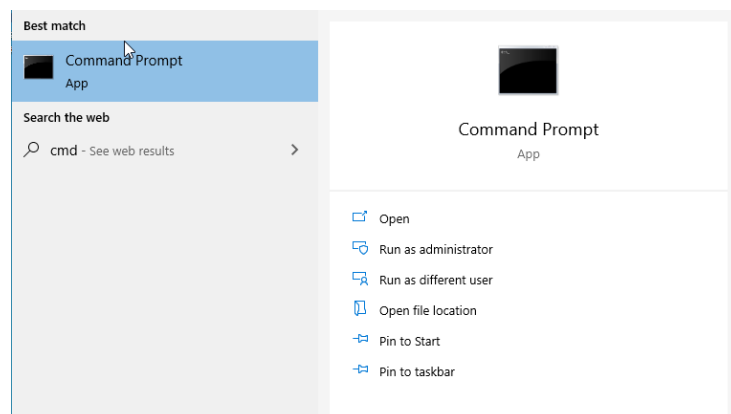 Best match
Command Prompt
App
Search the web
cmd - See web results
Command Prompt
App
Open
Run as administrator
Run as different user
Open file location
Pin to Start
Pin to taskbar